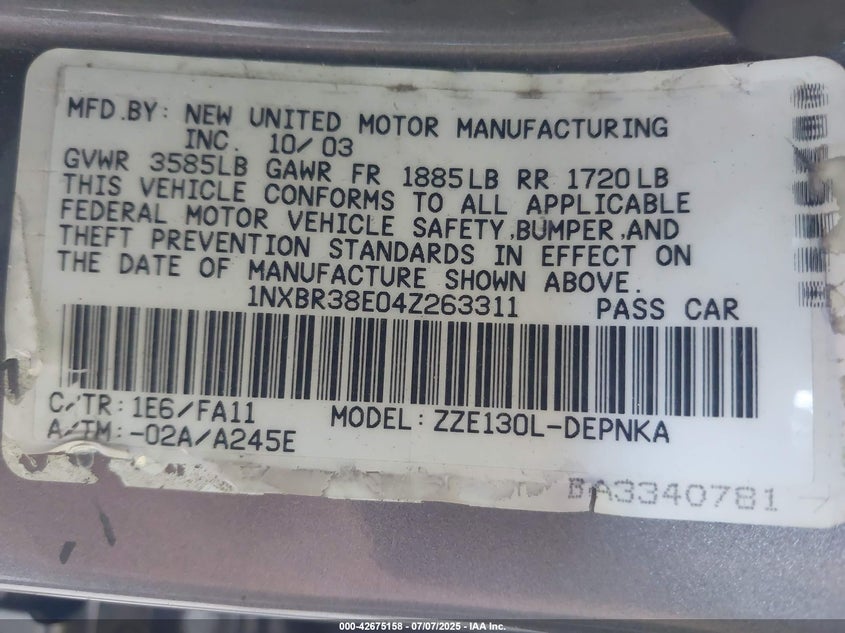 MFD.BY: NEW UNITED MOTOR MANUFACTURING
INC. 10/03
GVWR 3585LB GAWR FR 1885LB RR 1720LB
THIS VEHICLE CONFORMS TO ALL APPLICABLE
FEDERAL MOTOR VEHICLE SAFETY,BUMPER,AND
THEFT PREVENTION STANDARDS IN EFFECT ON
THE DATE OF MANUFACTURE SHOWN ABOVE.
1NXBR38E04Z263311 PASS CAR
C/TR:1E6/FA11 MODEL:ZZE130L-DEPNKA
A/TM:-02A/A245E
BA3340781
000-42675158 - 07/07/2025 - IAA Inc.